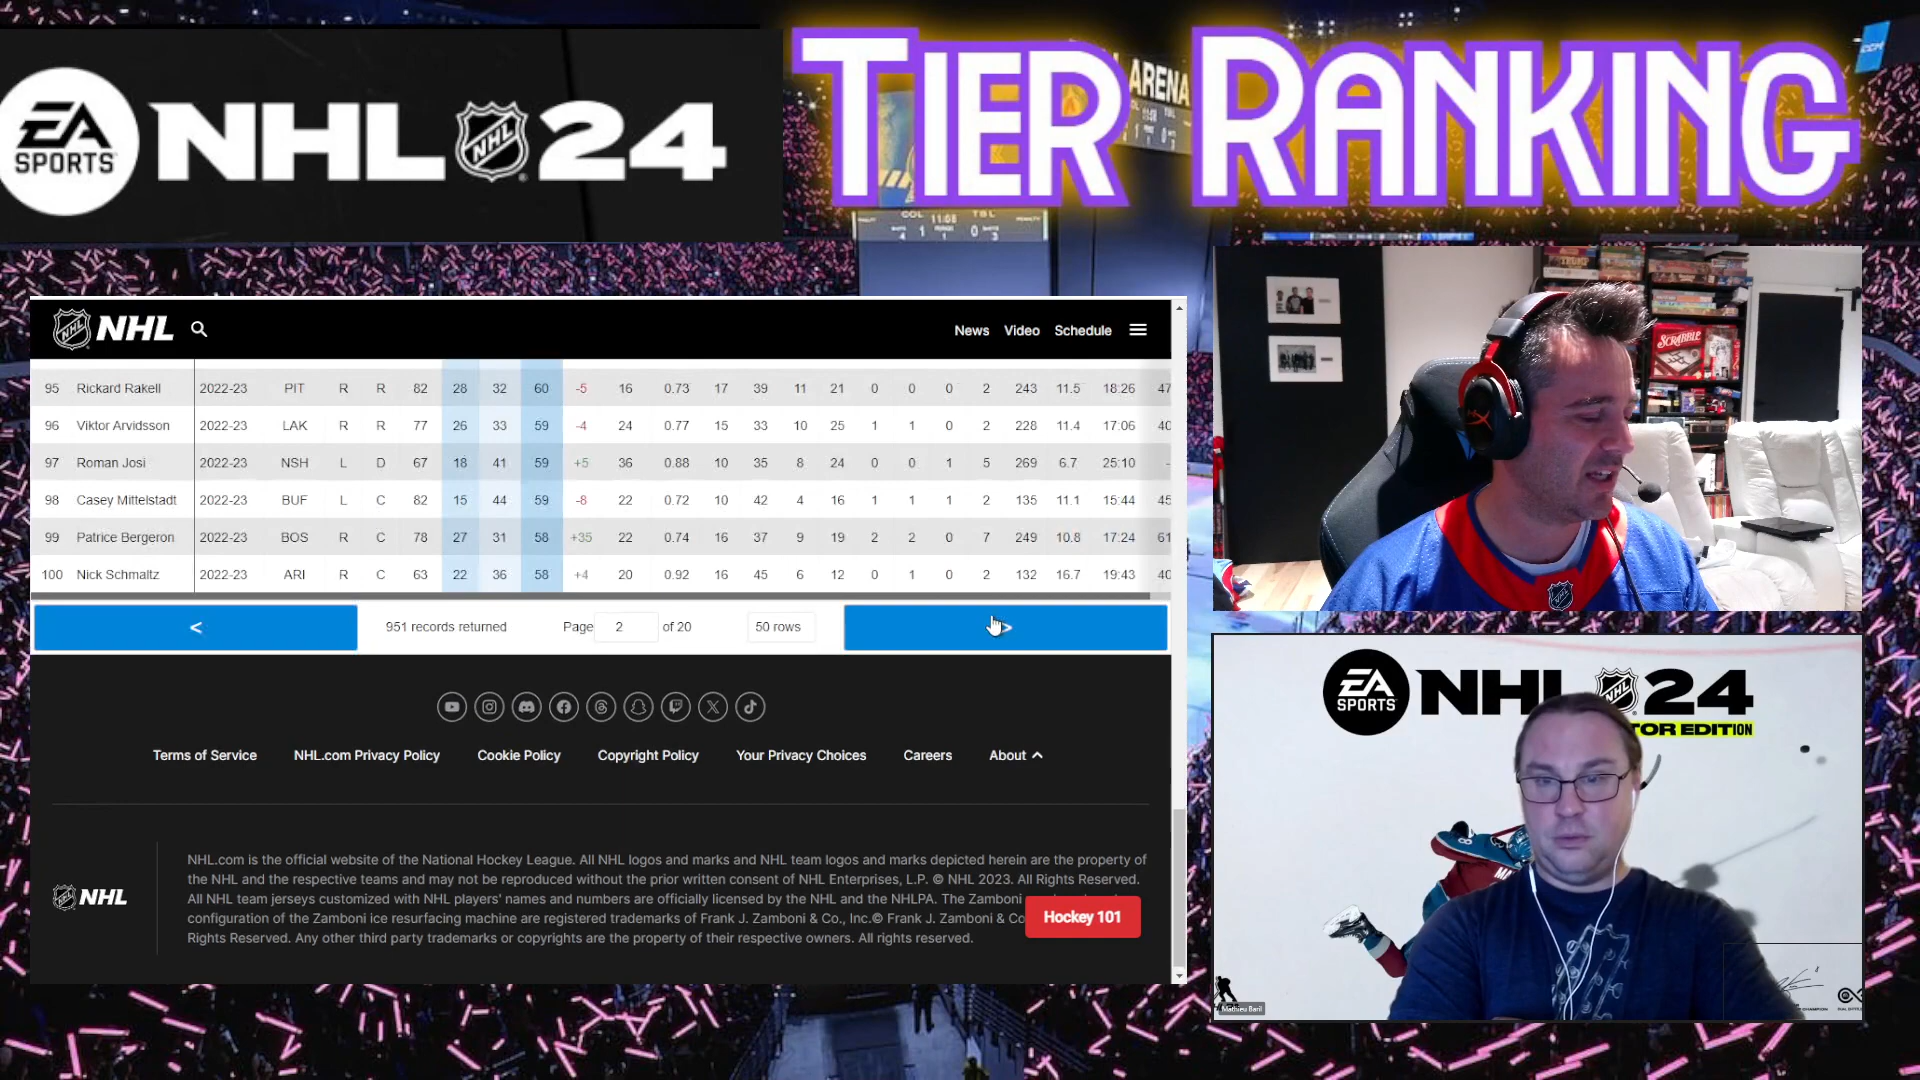 EA SPORTS NHL 24
TIER RANKING
ARENA
COL 11:08 TBL
4 1 1 0 3
NHL News Video Schedule
95 Rickard Rakell 2022-23 PIT R R 82 28 32 60 -5 16 0.73 17 39 11 21 0 0 0 2 243 11.5 18:26 47
96 Viktor Arvidsson 2022-23 LAK R R 77 26 33 59 -4 24 0.77 15 33 10 25 1 1 0 2 228 11.4 17:06 40
97 Roman Josi 2022-23 NSH L D 67 18 41 59 +5 36 0.88 10 35 8 24 0 0 1 5 269 6.7 25:10 -
98 Casey Mittelstadt 2022-23 BUF L C 82 15 44 59 -8 22 0.72 10 42 4 16 1 1 1 2 135 11.1 15:44 45
99 Patrice Bergeron 2022-23 BOS R C 78 27 31 58 +35 22 0.74 16 37 9 19 2 2 0 7 249 10.8 17:24 61
100 Nick Schmaltz 2022-23 ARI R C 63 22 36 58 +4 20 0.92 16 45 6 12 0 1 0 2 132 16.7 19:43 40
< 951 records returned Page 2 of 20 50 rows >
Terms of Service NHL.com Privacy Policy Cookie Policy Copyright Policy Your Privacy Choices Careers About
NHL.com is the official website of the National Hockey League. All NHL logos and marks and NHL team logos and marks depicted herein are the property of
the NHL and the respective teams and may not be reproduced without the prior written consent of NHL Enterprises, L.P. © NHL 2023. All Rights Reserved.
All NHL team jerseys customized with NHL players' names and numbers are officially licensed by the NHL and the NHLPA. The Zamboni
configuration of the Zamboni ice resurfacing machine are registered trademarks of Frank J. Zamboni & Co., Inc.© Frank J. Zamboni & Co
Rights Reserved. Any other third party trademarks or copyrights are the property of their respective owners. All rights reserved.
NHL
Hockey 101
TRUMP
SCRABBLE
NHL
EA SPORTS NHL 24
TOR EDITION
8
Mathieu Baril